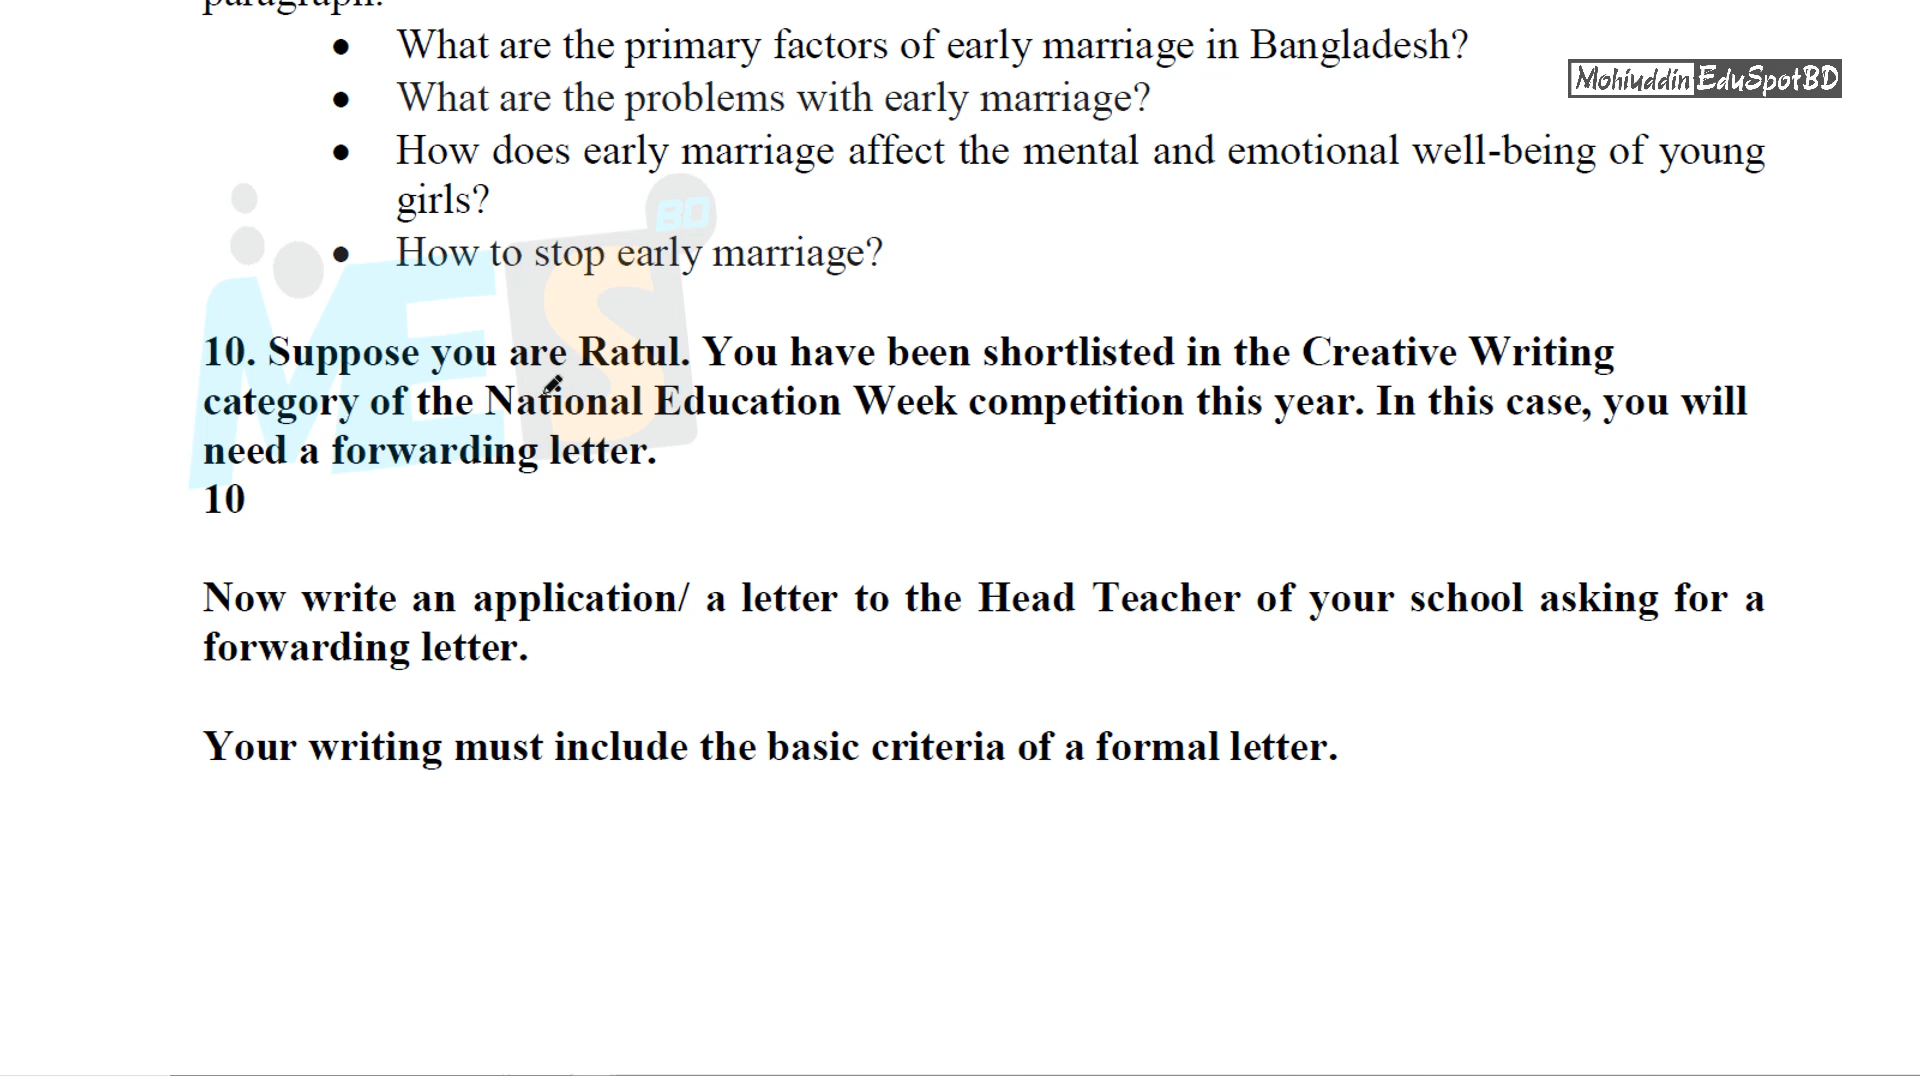 paragraph.
• What are the primary factors of early marriage in Bangladesh?
Mohiuddin EduSpotBD
• What are the problems with early marriage?
• How does early marriage affect the mental and emotional well-being of young
girls?
BD
• How to stop early marriage?
MES
10. Suppose you are Ratul. You have been shortlisted in the Creative Writing
category of the National Education Week competition this year. In this case, you will
need a forwarding letter.
10
Now write an application/ a letter to the Head Teacher of your school asking for a
forwarding letter.
Your writing must include the basic criteria of a formal letter.